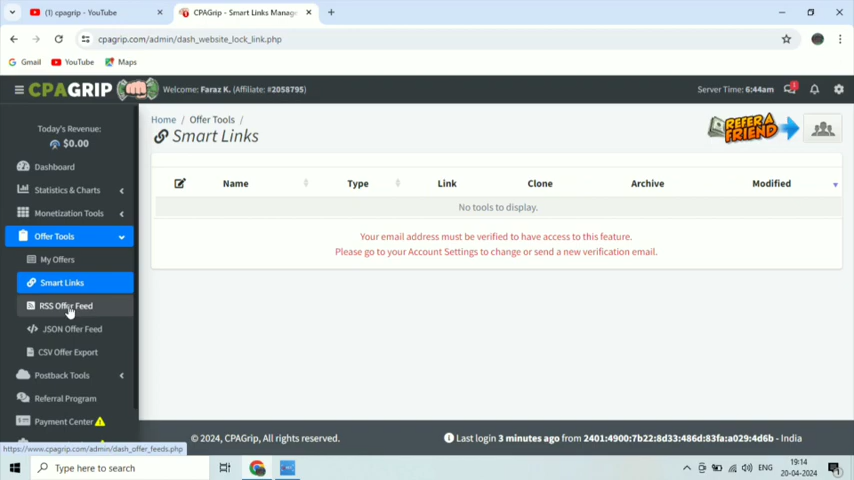 (1) cpagrip - YouTube
CPAGrip - Smart Links Manage
cpagrip.com/admin/dash_website_lock_link.php
Gmail YouTube Maps
CPAGRIP Welcome: Faraz K. (Affiliate: #2058795) Server Time: 6:44am
Today's Revenue:
$0.00
Dashboard
Statistics & Charts
Monetization Tools
Offer Tools
My Offers
Smart Links
RSS Offer Feed
JSON Offer Feed
CSV Offer Export
Postback Tools
Referral Program
Payment Center
Home / Offer Tools /
Smart Links
REFER A
FRIEND
Name Type Link Clone Archive Modified
No tools to display.
Your email address must be verified to have access to this feature.
Please go to your Account Settings to change or send a new verification email.
© 2024, CPAGrip, All rights reserved. Last login 3 minutes ago from 2401:4900:7b22:8d33:486d:83fa:a029:4d6b - India
https://www.cpagrip.com/admin/dash_offer_feeds.php
Type here to search
ENG
19:14
20-04-2024